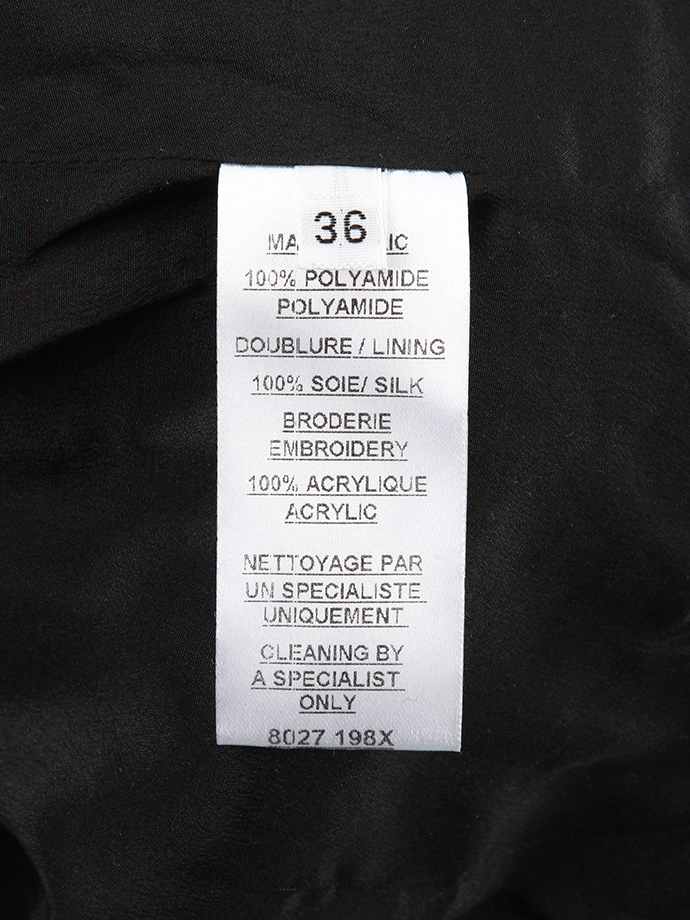 36
100% POLYAMIDE
POLYAMIDE
DOUBLURE / LINING
100% SOIE/ SILK
BRODERIE
EMBROIDERY
100% ACRYLIQUE
ACRYLIC
NETTOYAGE PAR
UN SPECIALISTE
UNIQUEMENT
CLEANING BY
A SPECIALIST
ONLY
8027 198X